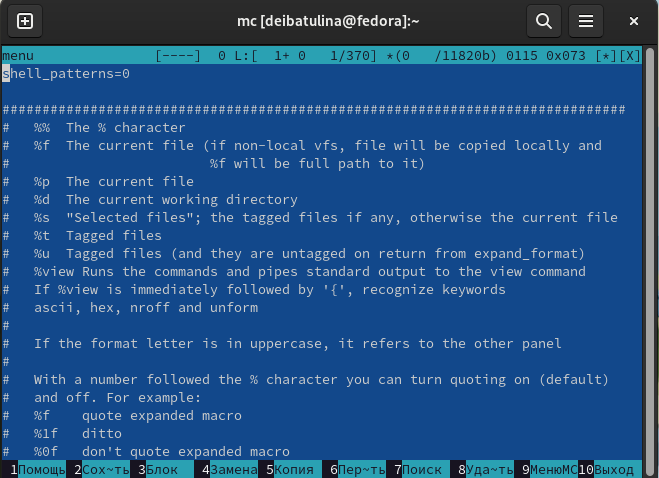 mc [deibatulina@fedora]:~
menu [----] 0 L:[ 1+ 0 1/370] *(0 /11820b) 0115 0x073 [*][X]
shell_patterns=0
##############################################################################
# %% The % character
# %f The current file (if non-local vfs, file will be copied locally and
# %f will be full path to it)
# %p The current file
# %d The current working directory
# %s "Selected files"; the tagged files if any, otherwise the current file
# %t Tagged files
# %u Tagged files (and they are untagged on return from expand_format)
# %view Runs the commands and pipes standard output to the view command
# If %view is immediately followed by '{', recognize keywords
# ascii, hex, nroff and unform
#
# If the format letter is in uppercase, it refers to the other panel
#
# With a number followed the % character you can turn quoting on (default)
# and off. For example:
# %f quote expanded macro
# %1f ditto
# %0f don't quote expanded macro
1Помощь 2Сох~ть 3Блок 4Замена 5Копия 6Пер~ть 7Поиск 8Уда~ть 9МенюMC 10Выход